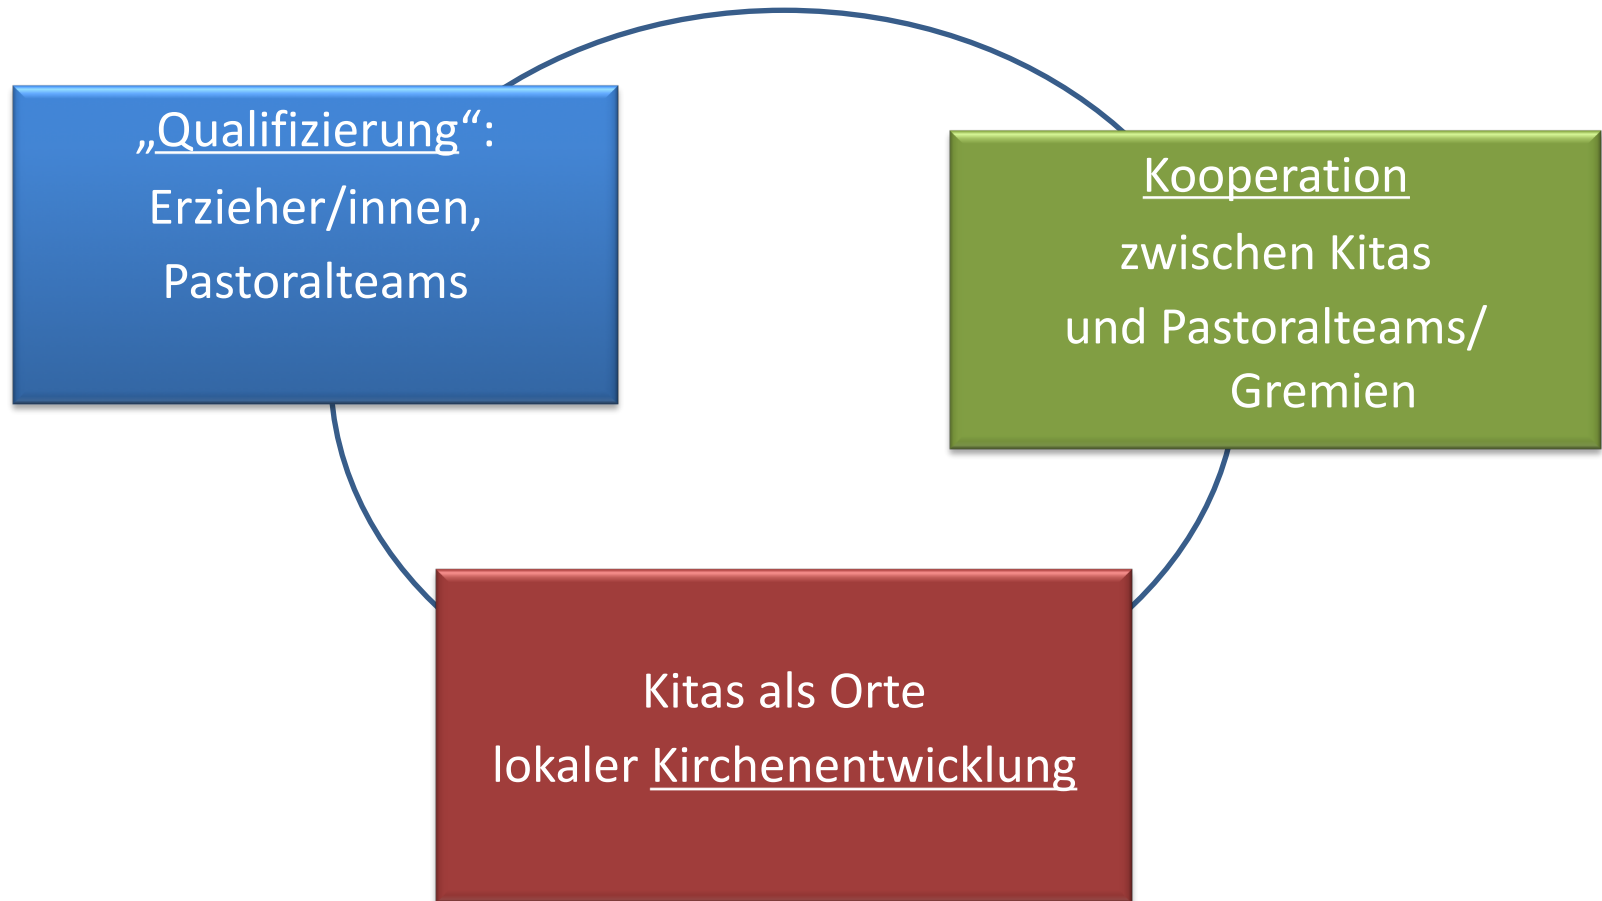 „Qualifizierung“:
Erzieher/innen,
Pastoralteams
Kooperation
zwischen Kitas
und Pastoralteams/
Gremien
Kitas als Orte
lokaler Kirchenentwicklung